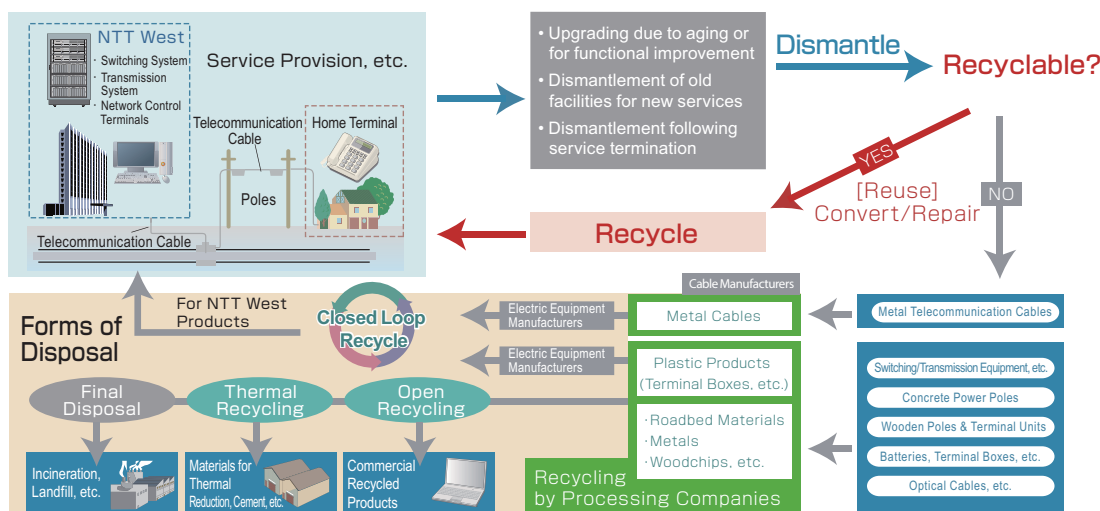 NTT West
· Switching System
· Transmission
System
· Network Control
Terminals
Service Provision, etc.
Telecommunication
Cable
Home Terminal
Poles
Telecommunication Cable
• Upgrading due to aging or
for functional improvement
• Dismantlement of old
facilities for new services
• Dismantlement following
service termination
Dismantle
Recyclable?
YES
[Reuse]
Convert/Repair
NO
Recycle
For NTT West
Products
Forms of
Disposal
Closed Loop
Recycle
Electric Equipment
Manufacturers
Cable Manufacturers
Metal Cables
Metal Telecommunication Cables
Electric Equipment
Manufacturers
Plastic Products
(Terminal Boxes, etc.)
·Roadbed Materials
·Metals
·Woodchips, etc.
Recycling
by Processing Companies
Switching/Transmission Equipment, etc.
Concrete Power Poles
Wooden Poles & Terminal Units
Batteries, Terminal Boxes, etc.
Optical Cables, etc.
Final
Disposal
Thermal
Recycling
Open
Recycling
Incineration,
Landfill, etc.
Materials for
Thermal
Reduction, Cement, etc.
Commercial
Recycled
Products